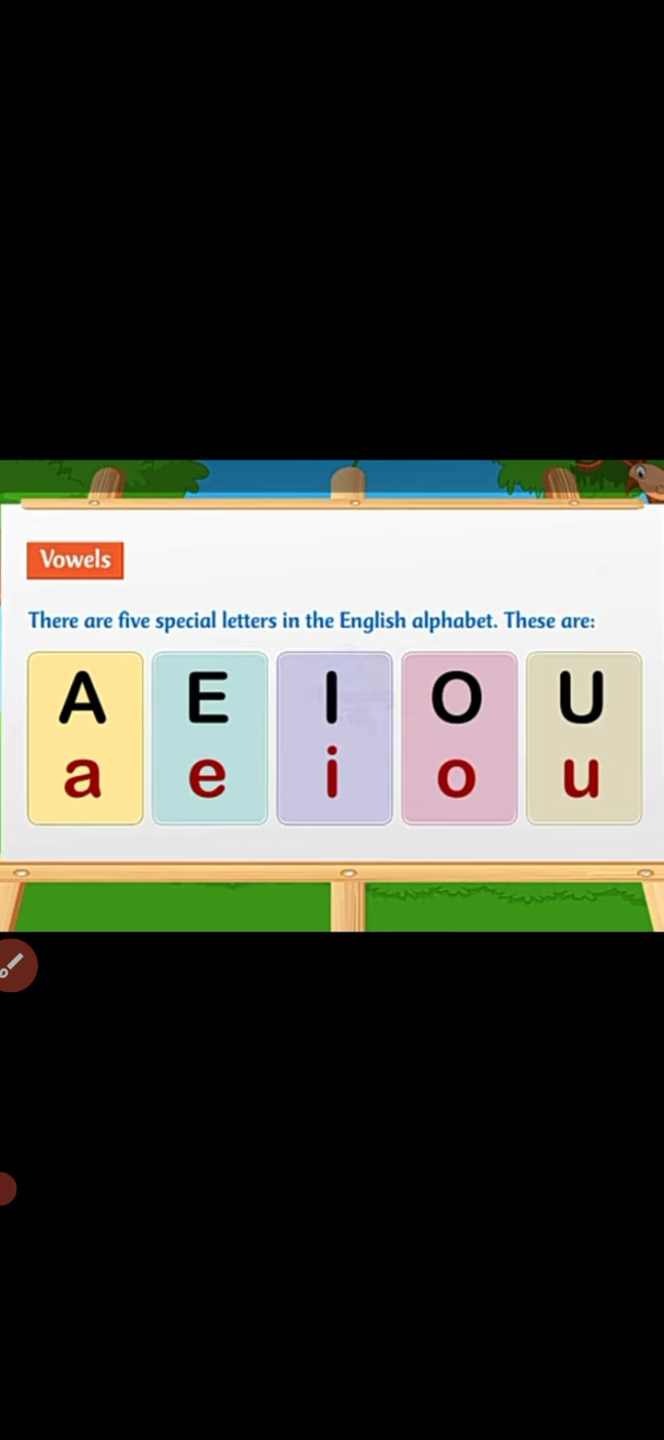 Vowels
There are five special letters in the English alphabet. These are:
A E I O U
a e i o u